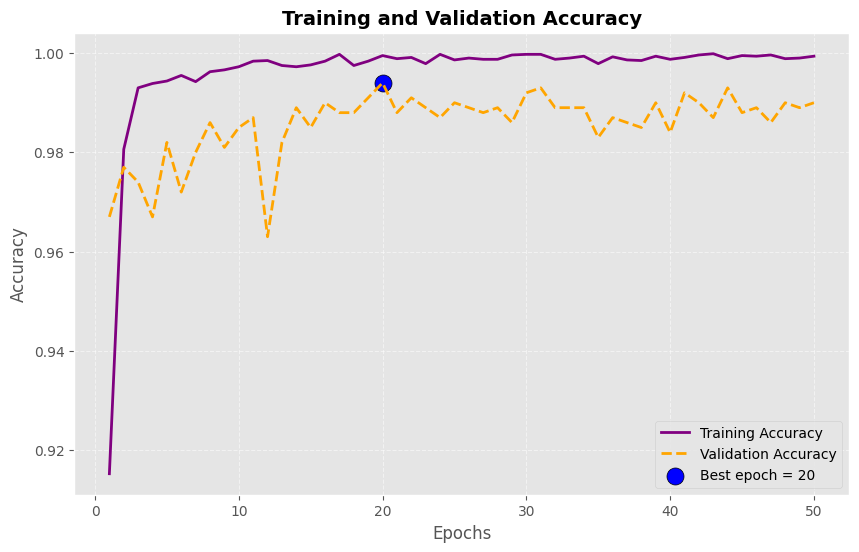 Training and Validation Accuracy
Accuracy
1.00
0.98
0.96
0.94
0.92
0
10
20
30
40
50
Epochs
Training Accuracy
Validation Accuracy
Best epoch = 20